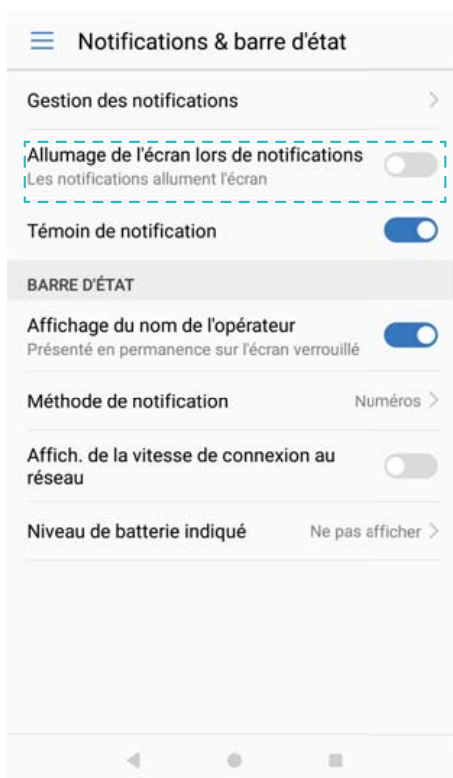 Notifications & barre d'état
Gestion des notifications
Allumage de l'écran lors de notifications
Les notifications allument l'écran
Témoin de notification
BARRE D'ÉTAT
Affichage du nom de l'opérateur
Présenté en permanence sur l'écran verrouillé
Méthode de notification Numéros
Affich. de la vitesse de connexion au
réseau
Niveau de batterie indiqué Ne pas afficher